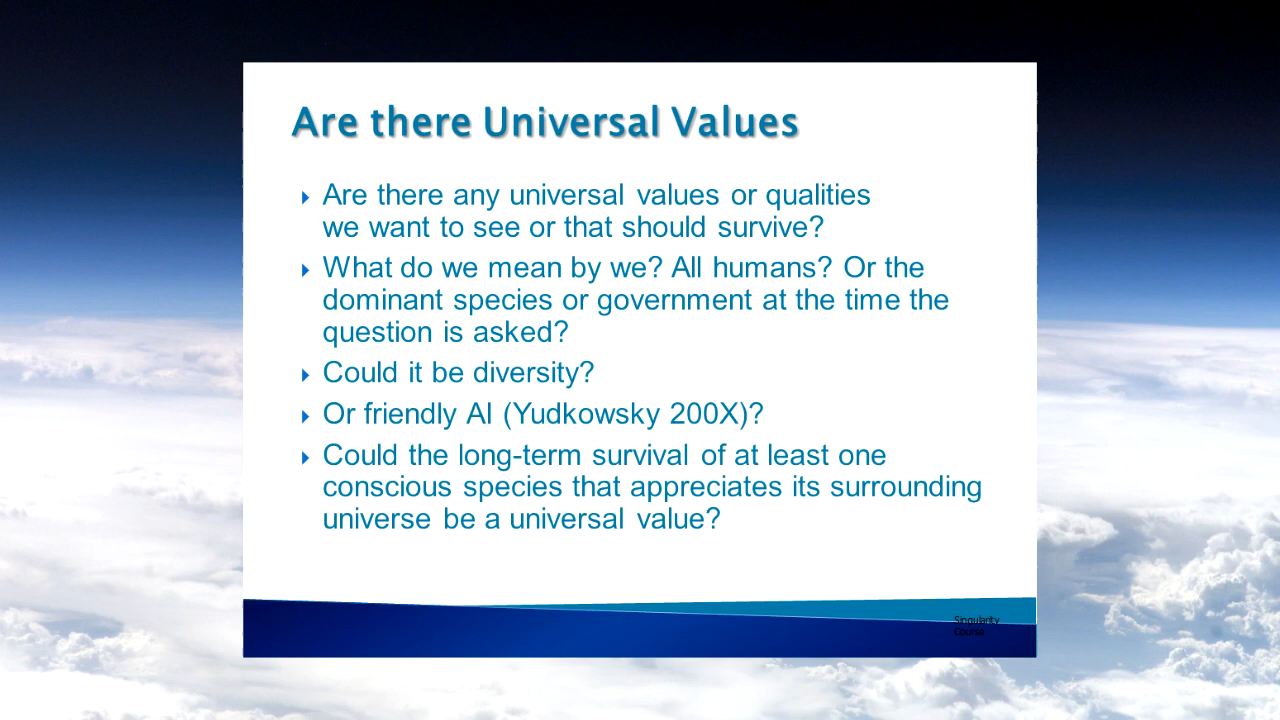 Are there Universal Values
Are there any universal values or qualities
we want to see or that should survive?
What do we mean by we? All humans? Or the
dominant species or government at the time the
question is asked?
Could it be diversity?
Or friendly AI (Yudkowsky 200X)?
Could the long-term survival of at least one
conscious species that appreciates its surrounding
universe be a universal value?
Singularity
Course